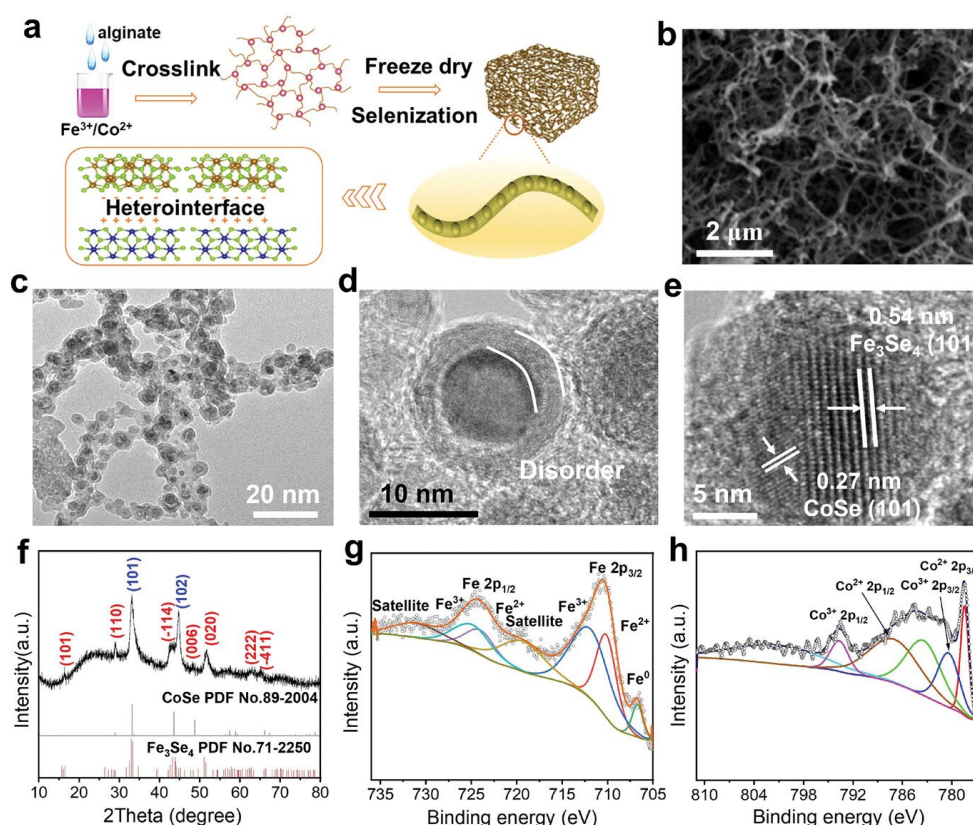 a
alginate
Crosslink
Fe³⁺/Co²⁺
Freeze dry
Selenization
Heterointerface
b
2 μm
c
20 nm
d
Disorder
10 nm
e
0.54 nm
Fe₃Se₄ (101
0.27 nm
CoSe (101)
5 nm
f
Intensity (a.u.)
(101)
(110)
(101)
(-114)
(102)
(006)
(020)
(222)
(-411)
CoSe PDF No.89-2004
Fe₃Se₄ PDF No.71-2250
10 20 30 40 50 60 70 80
2Theta (degree)
g
Intensity (a.u.)
Satellite
Fe³⁺
Fe 2p₁/₂
Fe²⁺
Satellite
Fe³⁺
Fe 2p₃/₂
Fe²⁺
Fe⁰
735 725 720 715 710 705
Binding energy (eV)
h
Intensity (a.u.)
Co³⁺ 2p₁/₂
Co²⁺ 2p₁/₂
Co³⁺ 2p₃/₂
Co²⁺ 2p₃/
810 804 798 792 786 780
Binding energy (eV)